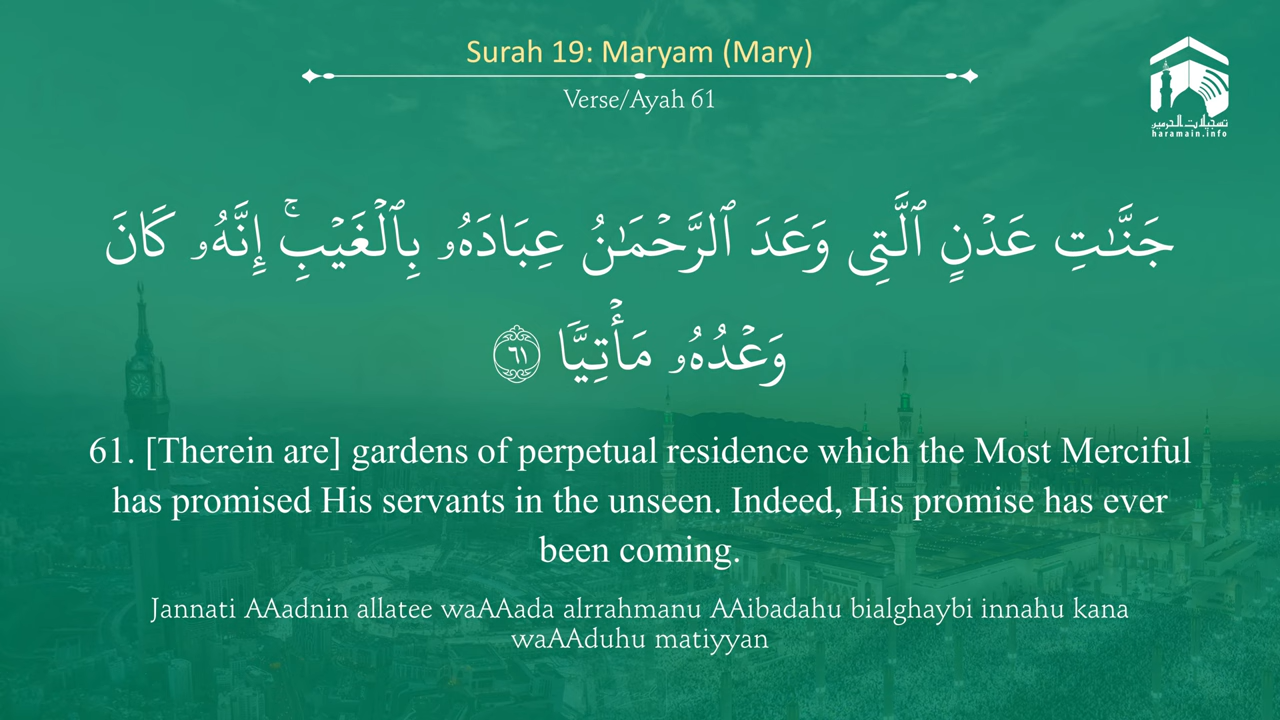 Surah 19: Maryam (Mary)
Verse/Ayah 61
تسجيلات الحرمين
haramain.info
جَنَّـٰتِ عَدْنٍ ٱلَّتِى وَعَدَ ٱلرَّحْمَـٰنُ عِبَادَهُۥ بِٱلْغَيْبِ ۚ إِنَّهُۥ كَانَ
وَعْدُهُۥ مَأْتِيًّا ٦١
61. [Therein are] gardens of perpetual residence which the Most Merciful
has promised His servants in the unseen. Indeed, His promise has ever
been coming.
Jannati AAadnin allatee waAAada alrrahmanu AAibadahu bialghaybi innahu kana
waAAduhu matiyyan